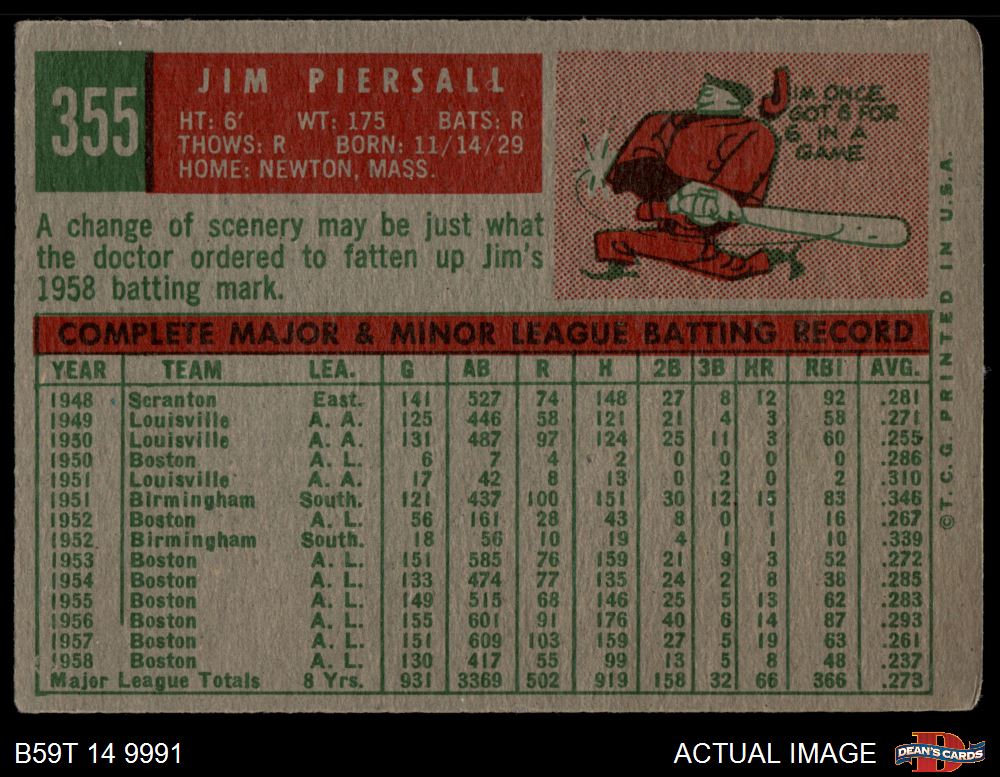 355
JIM PIERSALL
HT: 6' WT: 175 BATS: R
THOWS: R BORN: 11/14/29
HOME: NEWTON, MASS.
JIM ONCE
GOT 6 FOR
6 IN A
GAME
A change of scenery may be just what
the doctor ordered to fatten up Jim's
1958 batting mark.
COMPLETE MAJOR & MINOR LEAGUE BATTING RECORD
YEAR TEAM LEA. G AB R H 2B 3B HR RBI AVG.
1948 Scranton East. 141 527 74 148 27 8 12 92 .281
1949 Louisville A. A. 125 446 58 121 21 4 3 58 .271
1950 Louisville A. A. 131 487 97 124 25 11 3 60 .255
1950 Boston A. L. 6 7 4 2 0 0 0 0 .286
1951 Louisville A. A. 17 42 8 13 0 2 0 2 .310
1951 Birmingham South. 121 437 100 151 30 12 15 83 .346
1952 Boston A. L. 56 161 28 43 8 0 1 16 .267
1952 Birmingham South. 18 56 10 19 4 1 1 10 .339
1953 Boston A. L. 151 585 76 159 21 9 3 52 .272
1954 Boston A. L. 133 474 77 135 24 2 8 38 .285
1955 Boston A. L. 149 515 68 146 25 5 13 62 .283
1956 Boston A. L. 155 601 91 176 40 6 14 87 .293
1957 Boston A. L. 151 609 103 159 27 5 19 63 .261
1958 Boston A. L. 130 417 55 99 13 5 8 48 .237
Major League Totals 8 Yrs. 931 3369 502 919 158 32 66 366 .273
© T. C. G. PRINTED IN U.S.A.
B59T 14 9991
ACTUAL IMAGE
DEAN'S CARDS